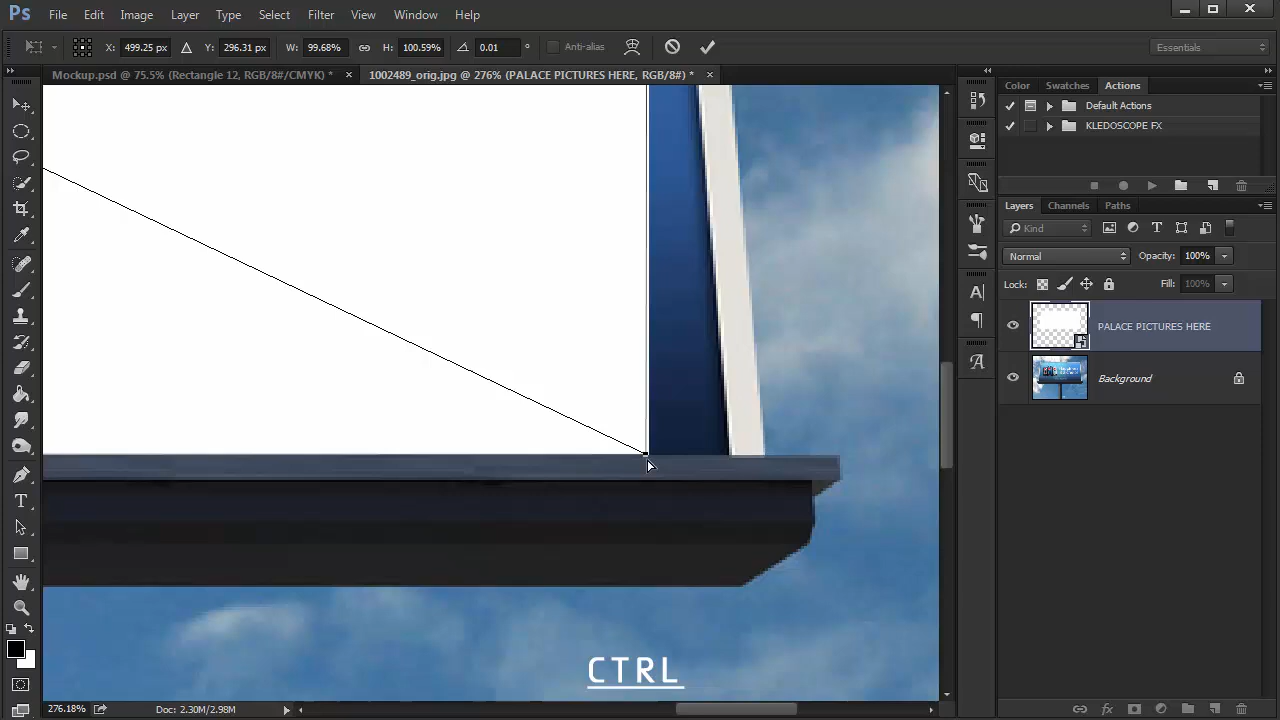 Ps File Edit Image Layer Type Select Filter View Window Help
X: 499.25 px Y: 296.31 px W: 99.68% H: 100.59% 0.01 ° Anti-alias Essentials
Mockup.psd @ 75.5% (Rectangle 12, RGB/8#/CMYK) * × 1002489_orig.jpg @ 276% (PALACE PICTURES HERE, RGB/8#) * ×
Color Swatches Actions
Default Actions
KLEDOSCOPE FX
Layers Channels Paths
Kind
Normal Opacity: 100%
Lock: Fill: 100%
PALACE PICTURES HERE
Background
CTRL
276.18% Doc: 2.30M/2.98M